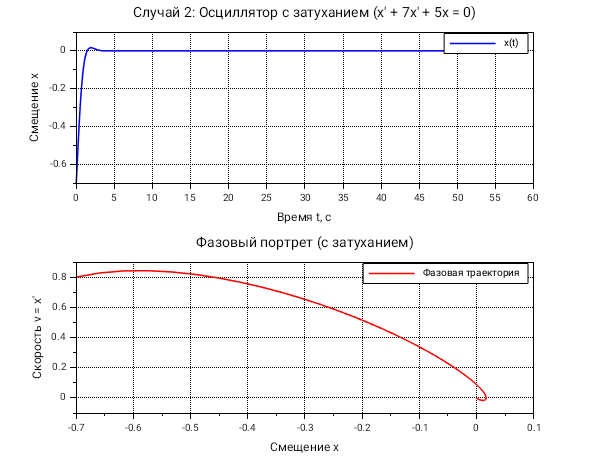 Случай 2: Осциллятор с затуханием (x' + 7x' + 5x = 0)
Смещение x
0
-0.2
-0.4
-0.6
x(t)
0 5 10 15 20 25 30 35 40 45 50 55 60
Время t, с
Фазовый портрет (с затуханием)
Скорость v = x'
0.8
0.6
0.4
0.2
0
Фазовая траектория
-0.7 -0.6 -0.5 -0.4 -0.3 -0.2 -0.1 0 0.1
Смещение x